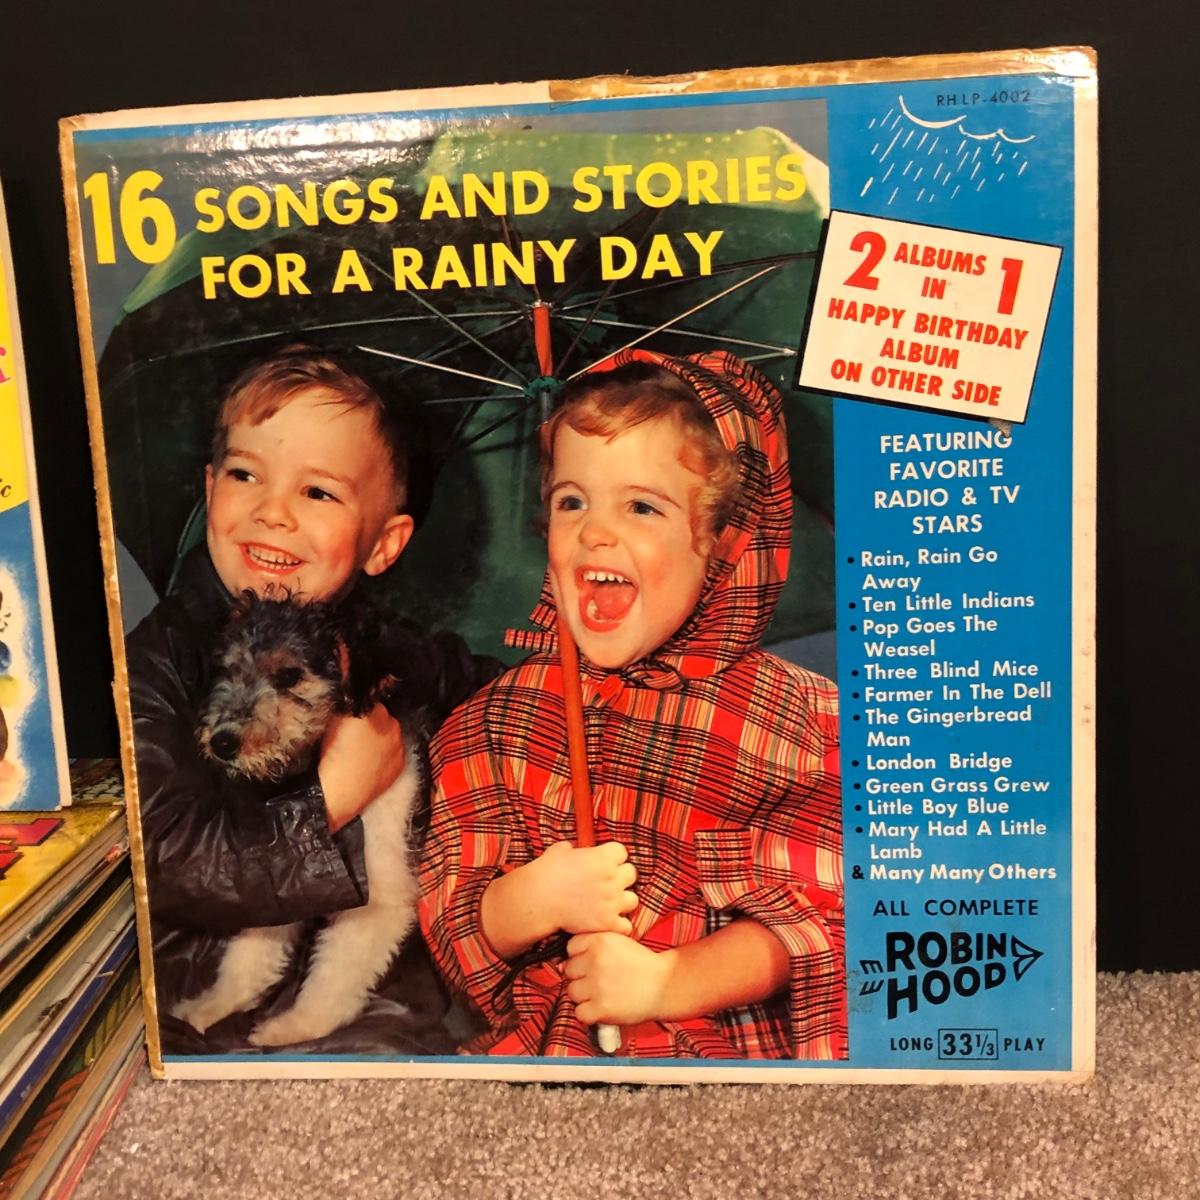 RHLP-4002
16 SONGS AND STORIES
FOR A RAINY DAY
2 ALBUMS
IN 1
HAPPY BIRTHDAY
ALBUM
ON OTHER SIDE
FEATURING
FAVORITE
RADIO & TV
STARS
• Rain, Rain Go
Away
• Ten Little Indians
• Pop Goes The
Weasel
• Three Blind Mice
• Farmer In The Dell
• The Gingerbread
Man
• London Bridge
• Green Grass Grew
• Little Boy Blue
• Mary Had A Little
Lamb
& Many Many Others
ALL COMPLETE
ROBIN
HOOD
LONG 33 1/3 PLAY